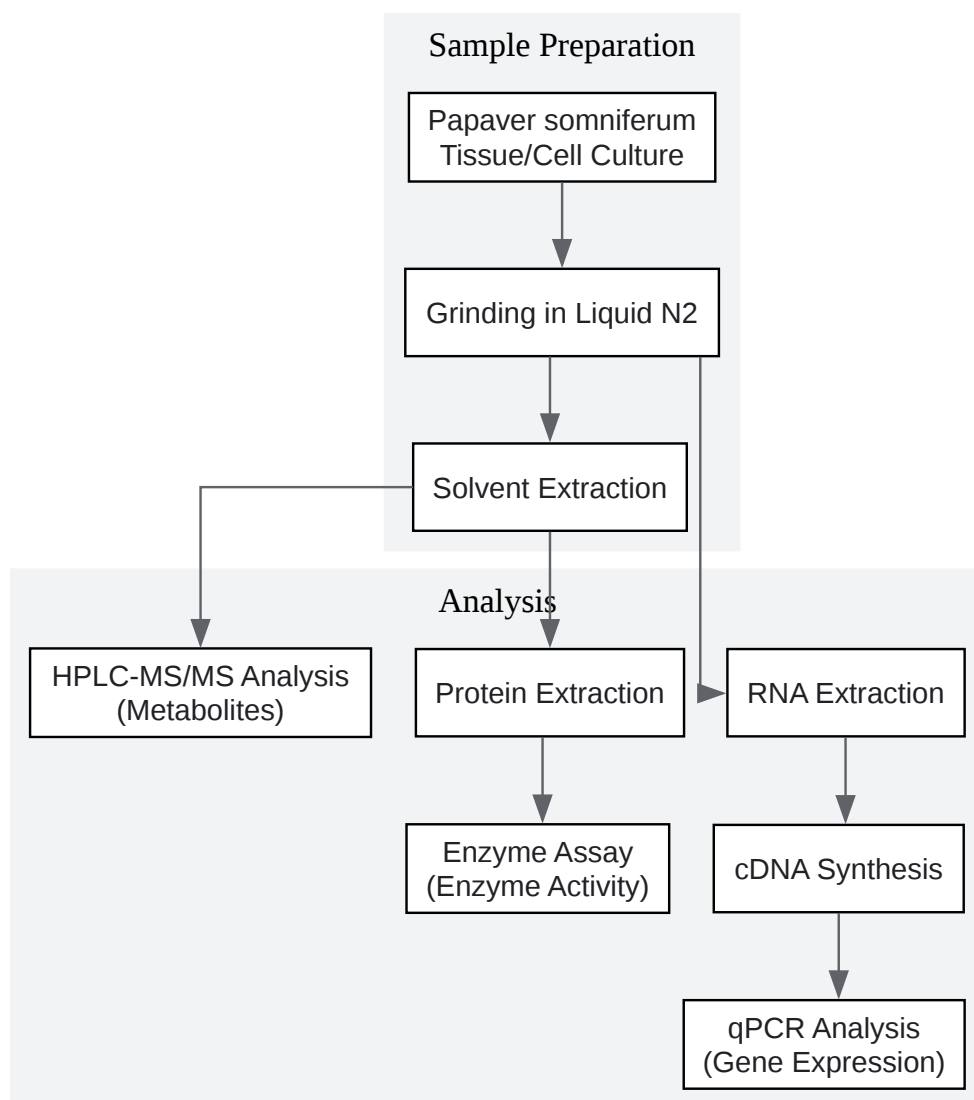 Sample Preparation
Papaver somniferum
Tissue/Cell Culture
Grinding in Liquid N2
Solvent Extraction
Analysis
HPLC-MS/MS Analysis
(Metabolites)
Protein Extraction
RNA Extraction
Enzyme Assay
(Enzyme Activity)
cDNA Synthesis
qPCR Analysis
(Gene Expression)